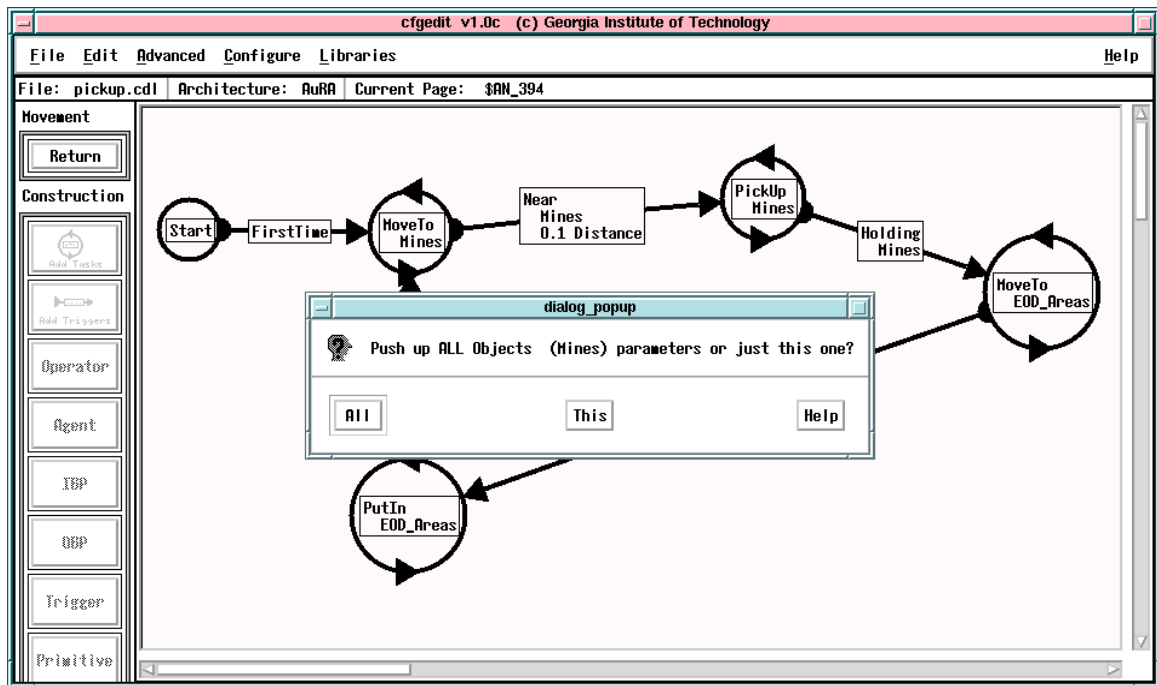 cfgedit v1.0c (c) Georgia Institute of Technology
File Edit Advanced Configure Libraries Help
File: pickup.cdl Architecture: AuRA Current Page: $AN_394
Movement
Return
Construction
Add Tasks
Add Triggers
Operator
Agent
IBP
OBP
Trigger
Primitive
Start
FirstTime
MoveTo
Mines
Near
Mines
0.1 Distance
PickUp
Mines
Holding
Mines
MoveTo
EOD_Areas
dialog_popup
Push up ALL Objects (Mines) parameters or just this one?
All This Help
PutIn
EOD_Areas